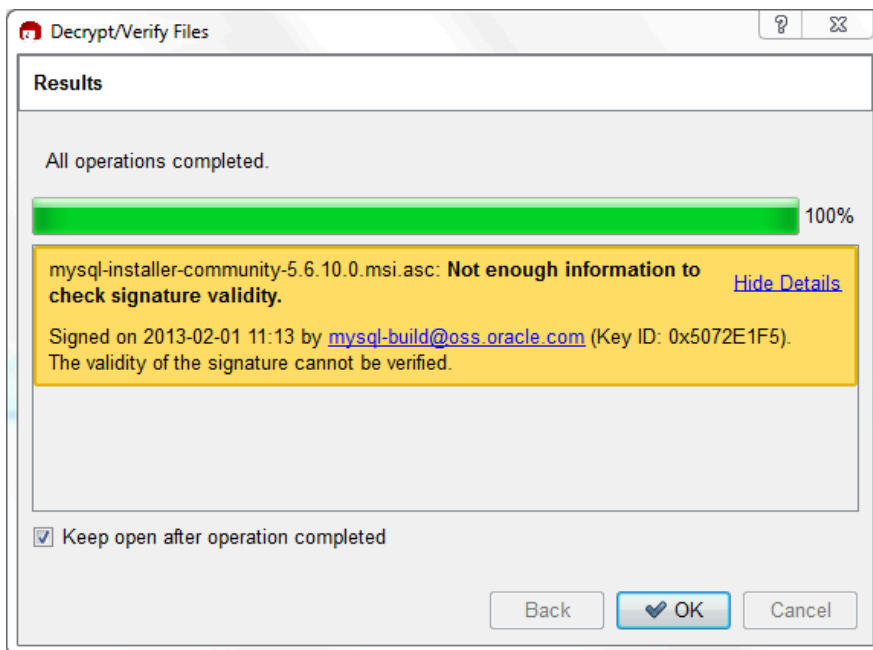 Decrypt/Verify Files
Results
All operations completed.
100%
mysql-installer-community-5.6.10.0.msi.asc: Not enough information to
check signature validity.
Hide Details
Signed on 2013-02-01 11:13 by mysql-build@oss.oracle.com (Key ID: 0x5072E1F5).
The validity of the signature cannot be verified.
Keep open after operation completed
Back
OK
Cancel